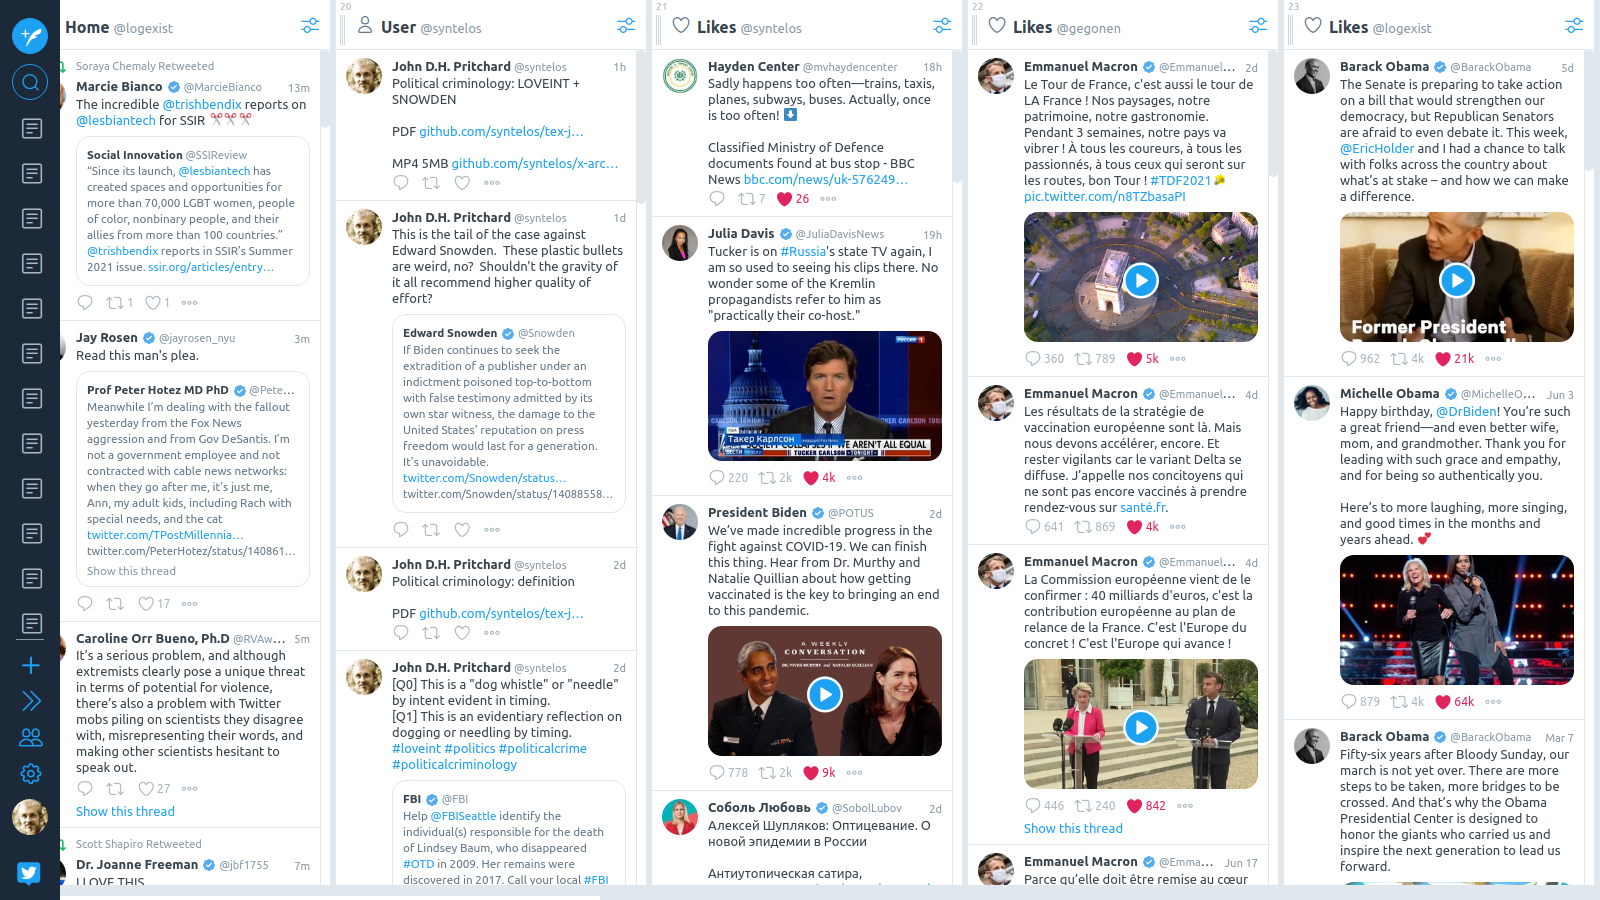 Home @logexist
Soraya Chemaly Retweeted
Marcie Bianco @MarcieBianco 13m
The incredible @trishbendix reports on
@lesbiantech for SSIR
Social Innovation @SSIReview
“Since its launch, @lesbiantech has
created spaces and opportunities for
more than 70,000 LGBT women, people
of color, nonbinary people, and their
allies from more than 100 countries.”
@trishbendix reports in SSIR’s Summer
2021 issue. ssir.org/articles/entry…
1 1
Jay Rosen @jayrosen_nyu 3m
Read this man's plea.
Prof Peter Hotez MD PhD @Pete…
Meanwhile I’m dealing with the fallout
yesterday from the Fox News
aggression and from Gov DeSantis. I’m
not a government employee and not
contracted with cable news networks:
when they go after me, it’s just me,
Ann, my adult kids, including Rach with
special needs, and the cat
twitter.com/TPostMillennia…
twitter.com/PeterHotez/status/140861…
Show this thread
17
Caroline Orr Bueno, Ph.D @RVAw… 5m
It’s a serious problem, and although
extremists clearly pose a unique threat
in terms of potential for violence,
there’s also a problem with Twitter
mobs piling on scientists they disagree
with, misrepresenting their words, and
making other scientists hesitant to
speak out.
27
Show this thread
Scott Shapiro Retweeted
Dr. Joanne Freeman @jbf1755 7m
I LOVE THIS
20
User @syntelos
John D.H. Pritchard @syntelos 1h
Political criminology: LOVEINT +
SNOWDEN
PDF github.com/syntelos/tex-j…
MP4 5MB github.com/syntelos/x-arc…
John D.H. Pritchard @syntelos 1d
This is the tail of the case against
Edward Snowden.  These plastic bullets
are weird, no?  Shouldn't the gravity of
it all recommend higher quality of
effort?
Edward Snowden @Snowden
If Biden continues to seek the
extradition of a publisher under an
indictment poisoned top-to-bottom
with false testimony admitted by its
own star witness, the damage to the
United States' reputation on press
freedom would last for a generation.
It's unavoidable.
twitter.com/Snowden/status…
twitter.com/Snowden/status/14088558…
John D.H. Pritchard @syntelos 2d
Political criminology: definition
PDF github.com/syntelos/tex-j…
John D.H. Pritchard @syntelos 2d
[Q0] This is a "dog whistle" or "needle"
by intent evident in timing.
[Q1] This is an evidentiary reflection on
dogging or needling by timing.
#loveint #politics #politicalcrime
#politicalcriminology
FBI @FBI
Help @FBISeattle identify the
individual(s) responsible for the death
of Lindsey Baum, who disappeared
#OTD in 2009. Her remains were
discovered in 2017. Call your local #FBI
21
Likes @syntelos
Hayden Center @mvhaydencenter 18h
Sadly happens too often—trains, taxis,
planes, subways, buses. Actually, once
is too often!
Classified Ministry of Defence
documents found at bus stop - BBC
News bbc.com/news/uk-576249…
7 26
Julia Davis @JuliaDavisNews 19h
Tucker is on #Russia's state TV again, I
am so used to seeing his clips there. No
wonder some of the Kremlin
propagandists refer to him as
"practically their co-host."
РОССИЯ 1
CARLSON TONIGHT
США
Такер Карлсон
WE AREN'T ALL EQUAL
ВЕСТИ
TUCKER CARLSON TONIGHT
220 2k 4k
President Biden @POTUS 2d
We’ve made incredible progress in the
fight against COVID-19. We can finish
this thing. Hear from Dr. Murthy and
Natalie Quillian about how getting
vaccinated is the key to bringing an end
to this pandemic.
A WEEKLY
CONVERSATION
DR. VIVEK MURTHY AND NATALIE QUILLIAN
778 2k 9k
Соболь Любовь @SobolLubov 2d
Алексей Шупляков: Оптицевание. О
новой эпидемии в России
Антиутопическая сатира,
22
Likes @gegonen
Emmanuel Macron @Emmanuel… 2d
Le Tour de France, c'est aussi le tour de
LA France ! Nos paysages, notre
patrimoine, notre gastronomie.
Pendant 3 semaines, notre pays va
vibrer ! À tous les coureurs, à tous les
passionnés, à tous ceux qui seront sur
les routes, bon Tour ! #TDF2021
pic.twitter.com/n8TZbasaPI
360 789 5k
Emmanuel Macron @Emmanuel… 4d
Les résultats de la stratégie de
vaccination européenne sont là. Mais
nous devons accélérer, encore. Et
rester vigilants car le variant Delta se
diffuse. J’appelle nos concitoyens qui
ne sont pas encore vaccinés à prendre
rendez-vous sur santé.fr.
641 869 4k
Emmanuel Macron @Emmanuel… 4d
La Commission européenne vient de le
confirmer : 40 milliards d'euros, c'est la
contribution européenne au plan de
relance de la France. C'est l'Europe du
concret ! C'est l'Europe qui avance !
446 240 842
Show this thread
Emmanuel Macron @Emma… Jun 17
Parce qu’elle doit être remise au cœur
23
Likes @logexist
Barack Obama @BarackObama 5d
The Senate is preparing to take action
on a bill that would strengthen our
democracy, but Republican Senators
are afraid to even debate it. This week,
@EricHolder and I had a chance to talk
with folks across the country about
what’s at stake – and how we can make
a difference.
Former President
962 4k 21k
Michelle Obama @MichelleO… Jun 3
Happy birthday, @DrBiden! You’re such
a great friend—and even better wife,
mom, and grandmother. Thank you for
leading with such grace and empathy,
and for being so authentically you.
Here’s to more laughing, more singing,
and good times in the months and
years ahead.
879 4k 64k
Barack Obama @BarackObama Mar 7
Fifty-six years after Bloody Sunday, our
march is not yet over. There are more
steps to be taken, more bridges to be
crossed. And that’s why the Obama
Presidential Center is designed to
honor the giants who carried us and
inspire the next generation to lead us
forward.